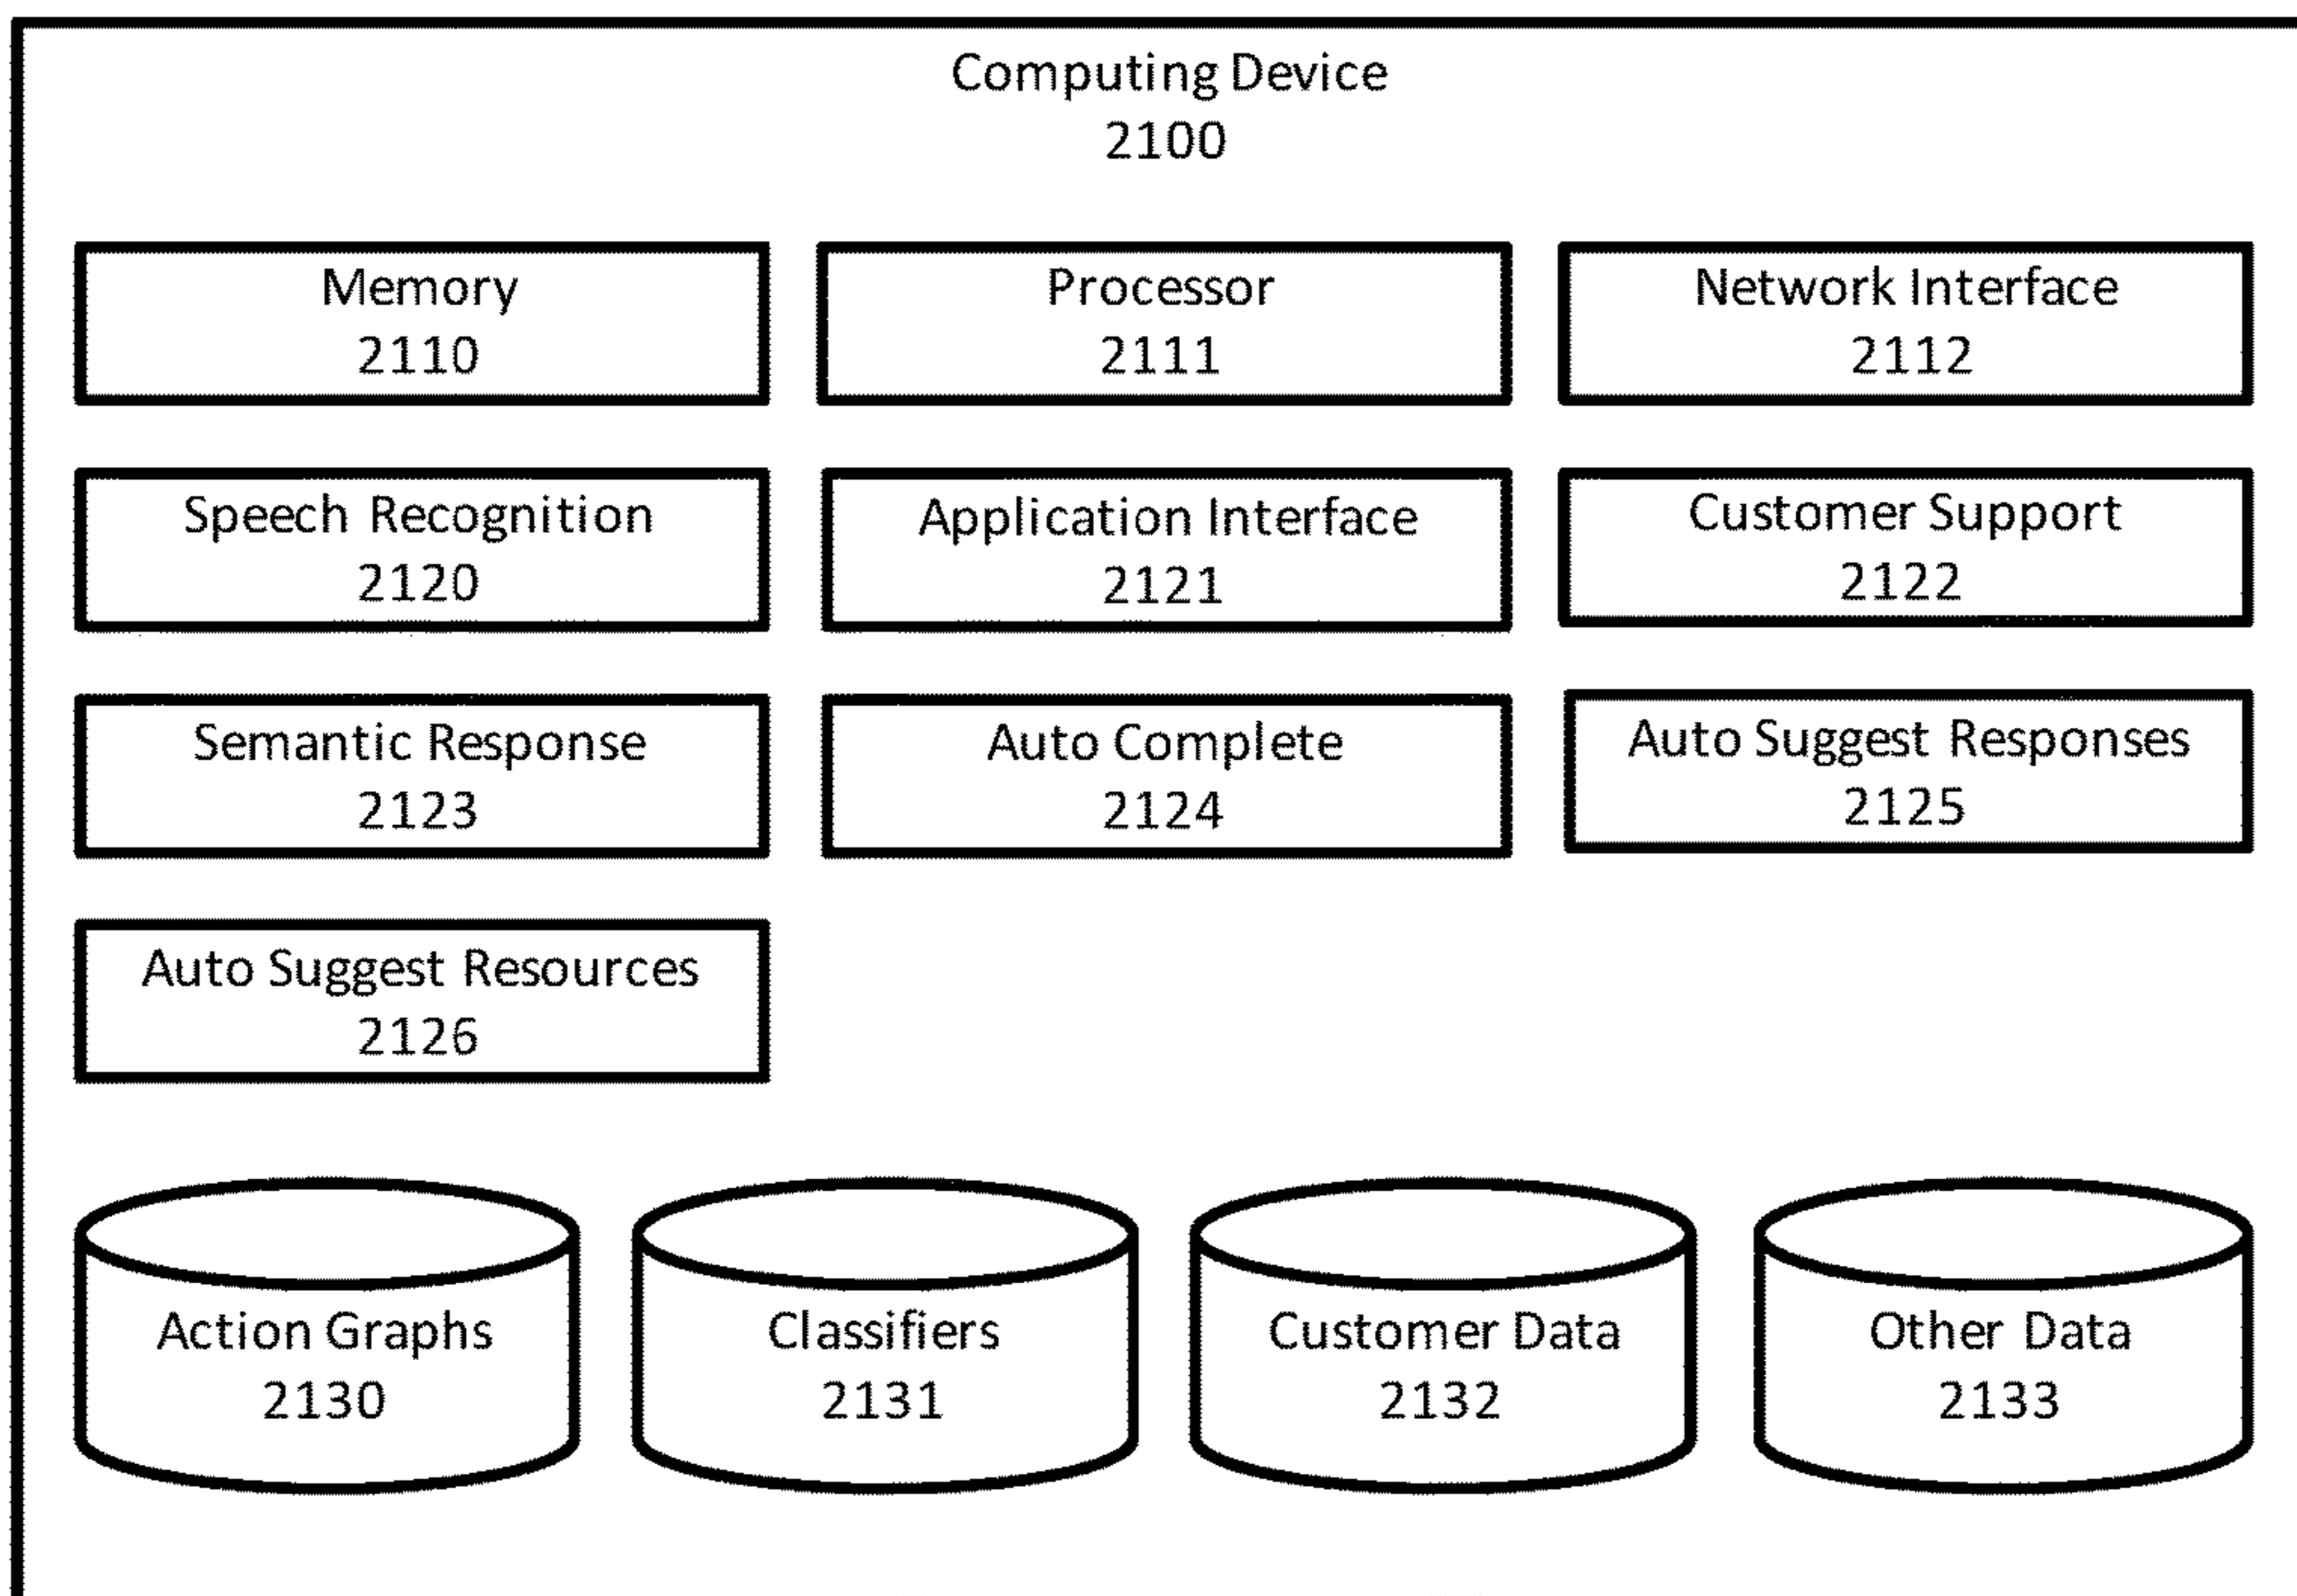 Computing Device
2100
Memory
2110
Processor
2111
Network Interface
2112
Speech Recognition
2120
Application Interface
2121
Customer Support
2122
Semantic Response
2123
Auto Complete
2124
Auto Suggest Responses
2125
Auto Suggest Resources
2126
Action Graphs
2130
Classifiers
2131
Customer Data
2132
Other Data
2133